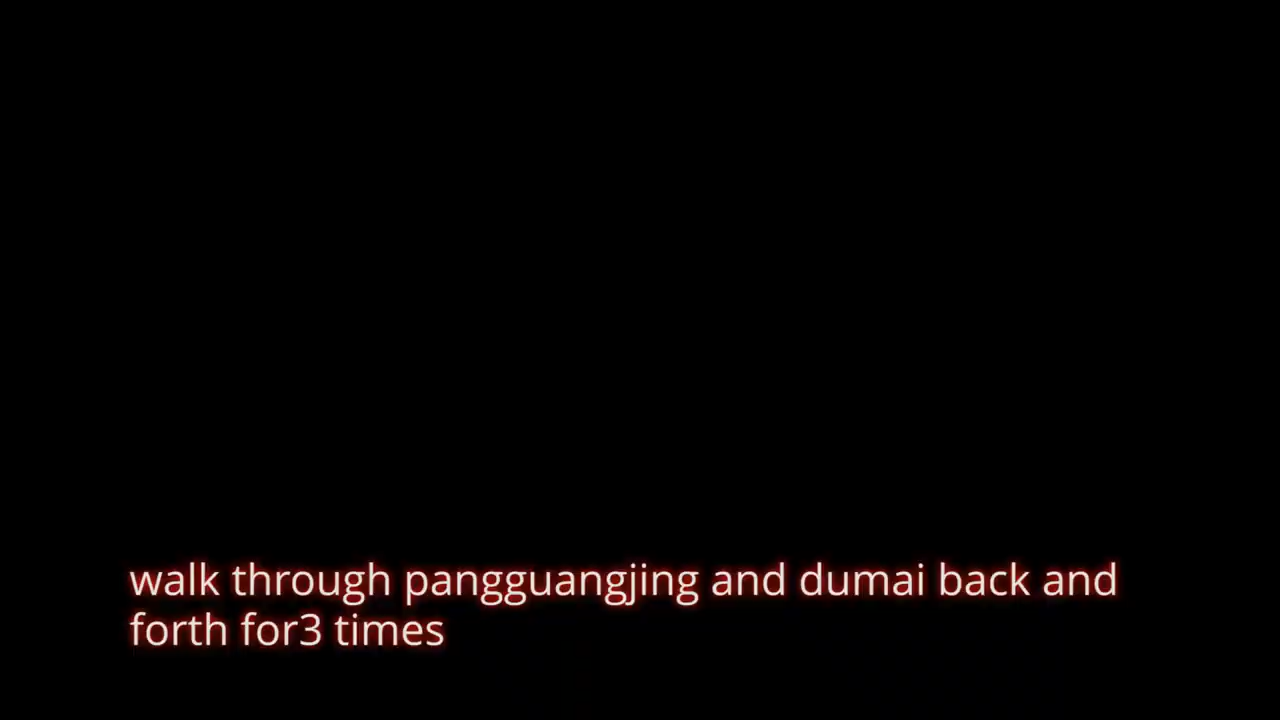 walk through pangguangjing and dumai back and
forth for3 times